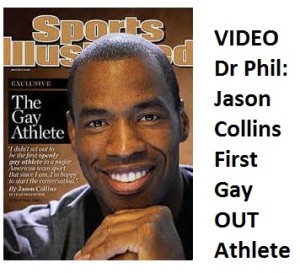 Sports
Illustrated
EXCLUSIVE
The
Gay
Athlete
"I didn't set out to
be the first openly
gay athlete in a major
American team sport.
But since I am, I'm happy
to start the conversation."
By Jason Collins
VIDEO
Dr Phil:
Jason
Collins
First
Gay
OUT
Athlete